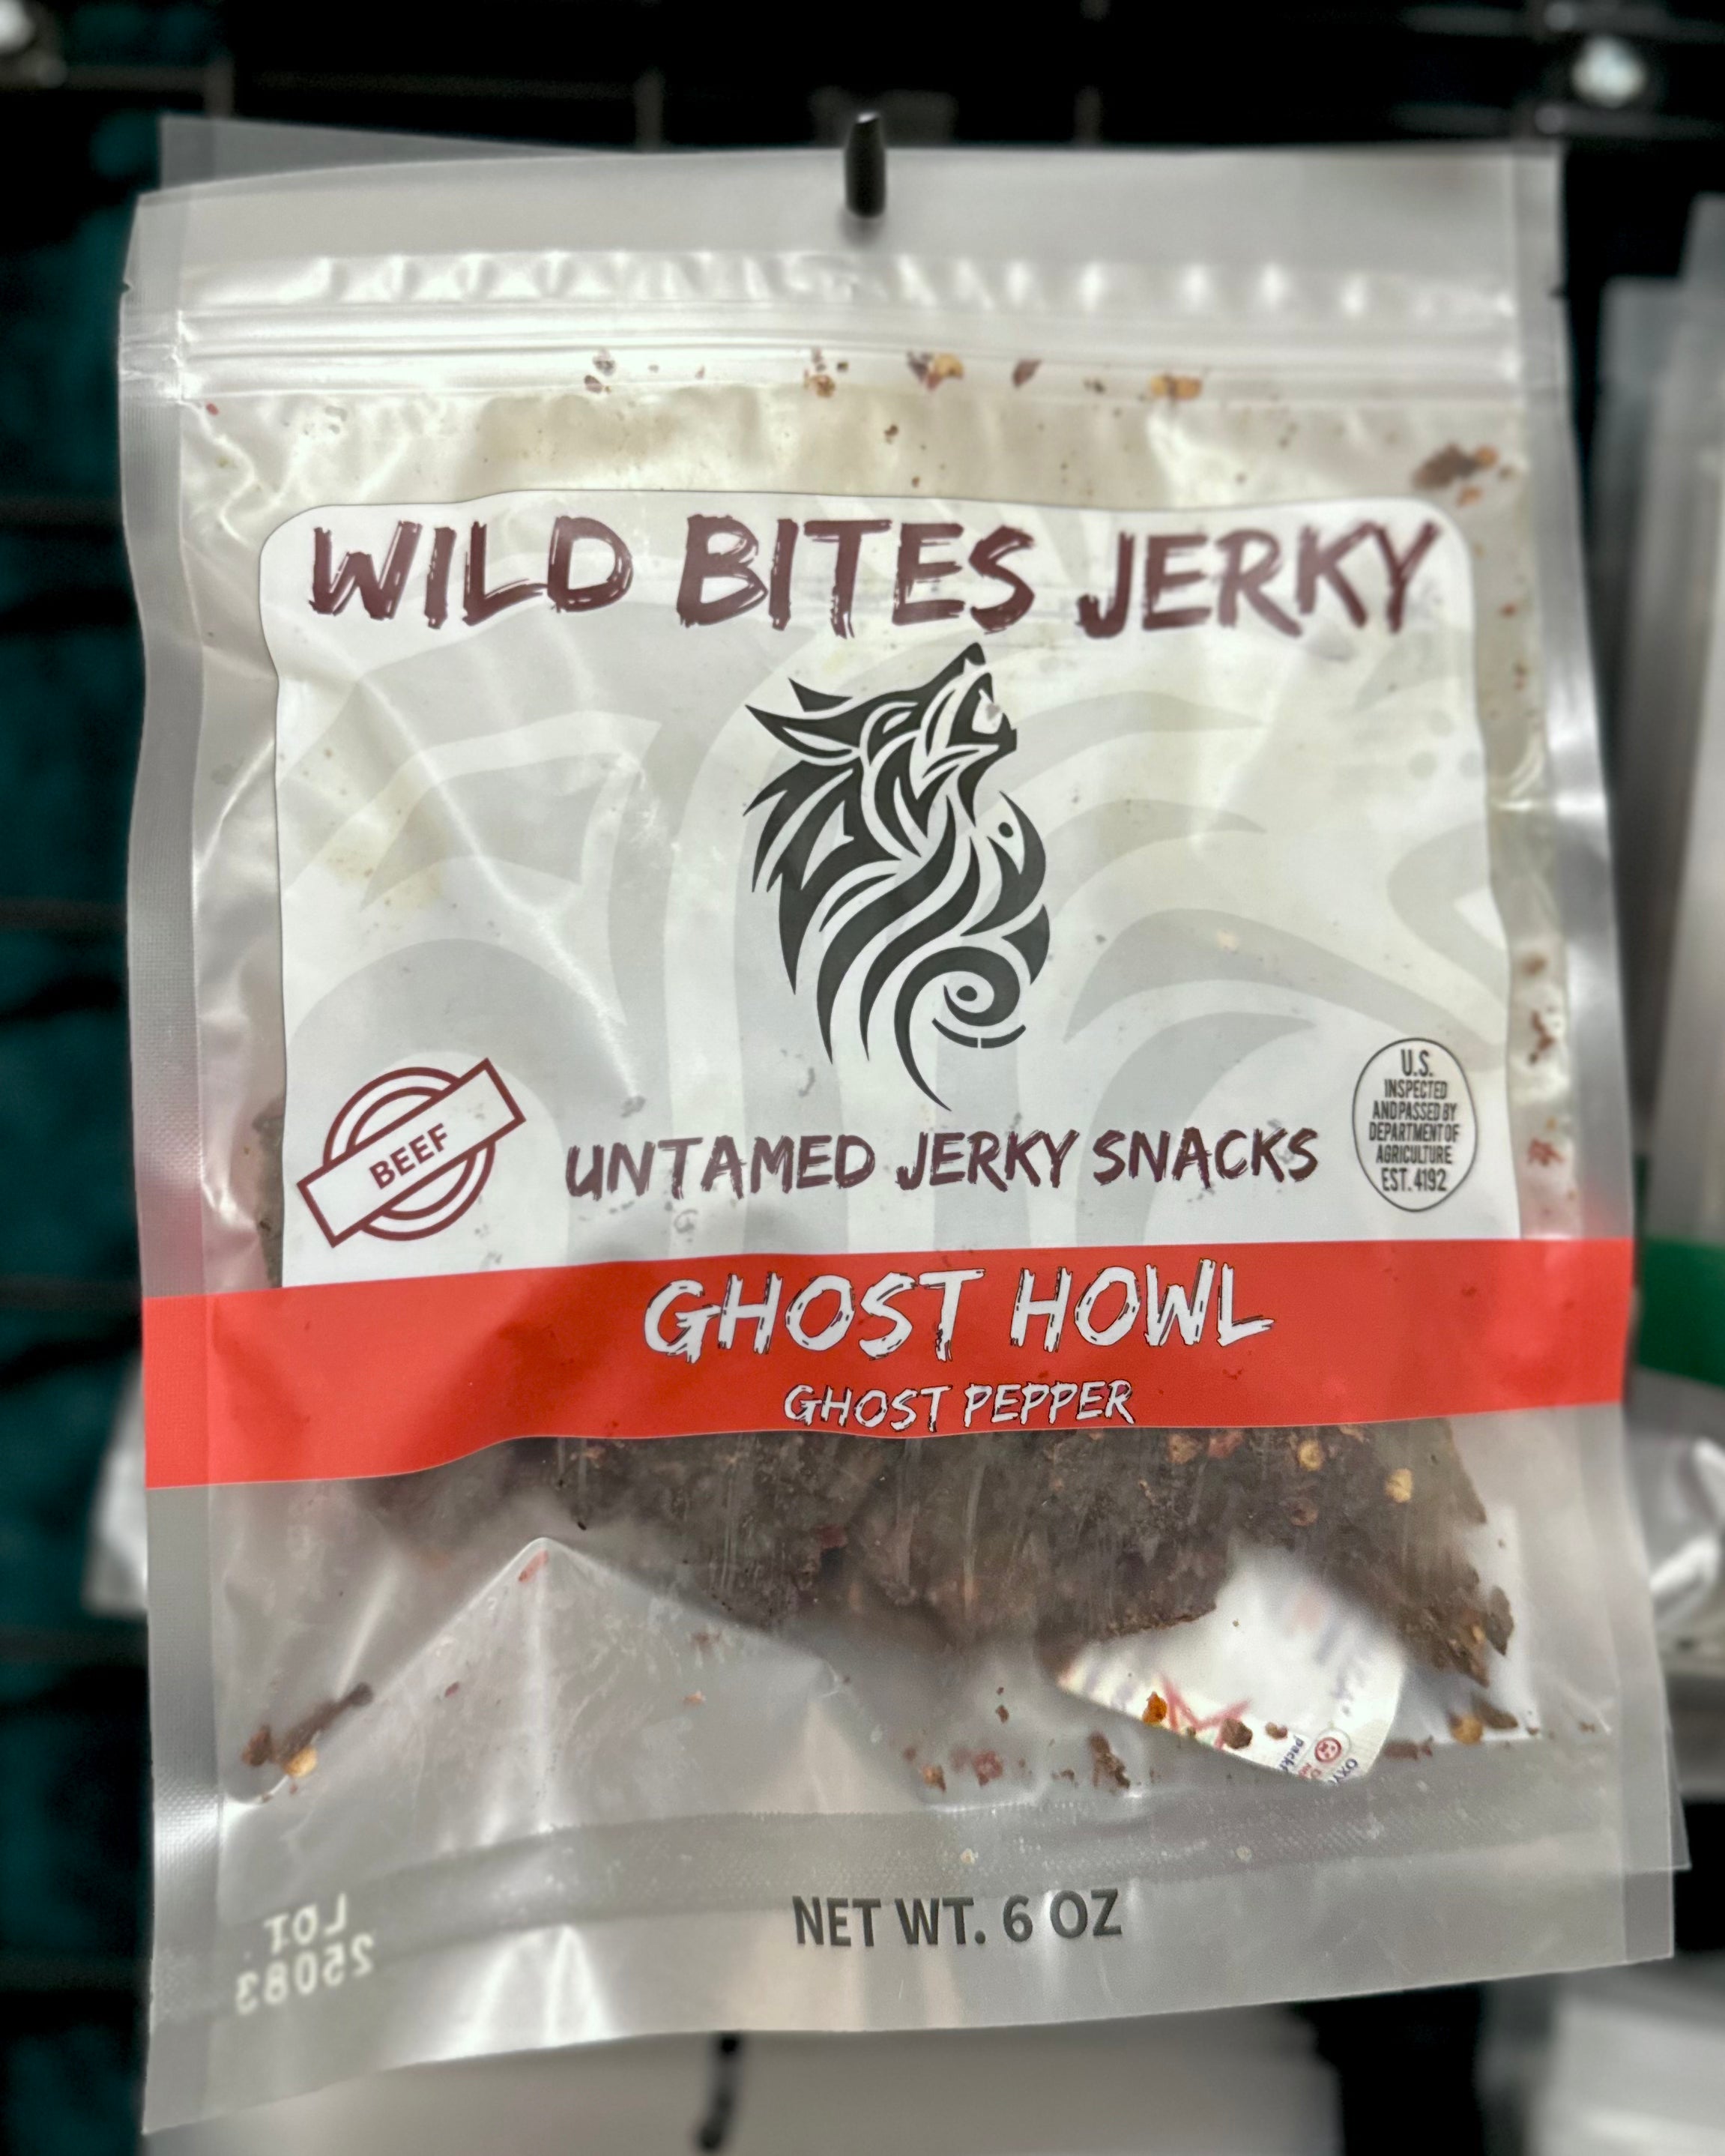 WILD BITES JERKY
BEEF
UNTAMED JERKY SNACKS
U.S.
INSPECTED
AND PASSED BY
DEPARTMENT OF
AGRICULTURE
EST. 4192
GHOST HOWL
GHOST PEPPER
NET WT. 6 OZ
LOT
25083